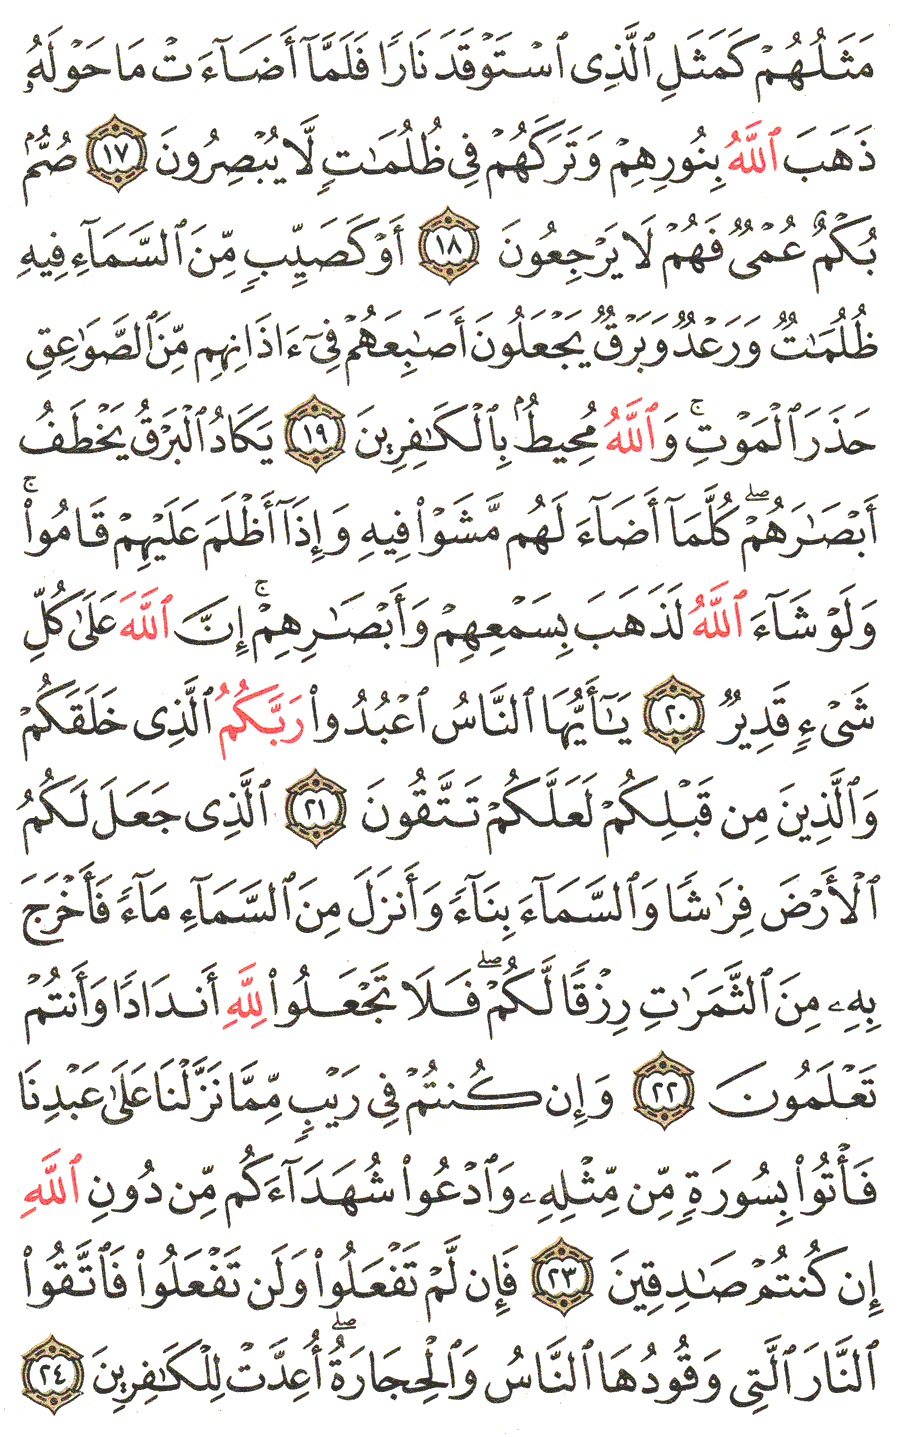 مَثَلُهُمْ كَمَثَلِ ٱلَّذِى ٱسْتَوْقَدَ نَارًا فَلَمَّآ أَضَآءَتْ مَا حَوْلَهُۥ
ذَهَبَ ٱللَّهُ بِنُورِهِمْ وَتَرَكَهُمْ فِى ظُلُمَٰتٍ لَّا يُبْصِرُونَ ١٧ صُمٌّۢ
بُكْمٌ عُمْىٌ فَهُمْ لَا يَرْجِعُونَ ١٨ أَوْ كَصَيِّبٍ مِّنَ ٱلسَّمَآءِ فِيهِ
ظُلُمَٰتٌ وَرَعْدٌ وَبَرْقٌ يَجْعَلُونَ أَصَٰبِعَهُمْ فِىٓ ءَاذَانِهِم مِّنَ ٱلصَّوَٰعِقِ
حَذَرَ ٱلْمَوْتِ ۚ وَٱللَّهُ مُحِيطٌۢ بِٱلْكَٰفِرِينَ ١٩ يَكَادُ ٱلْبَرْقُ يَخْطَفُ
أَبْصَٰرَهُمْ ۖ كُلَّمَآ أَضَآءَ لَهُم مَّشَوْا۟ فِيهِ وَإِذَآ أَظْلَمَ عَلَيْهِمْ قَامُوا۟ ۚ
وَلَوْ شَآءَ ٱللَّهُ لَذَهَبَ بِسَمْعِهِمْ وَأَبْصَٰرِهِمْ ۚ إِنَّ ٱللَّهَ عَلَىٰ كُلِّ
شَىْءٍ قَدِيرٌ ٢٠ يَٰٓأَيُّهَا ٱلنَّاسُ ٱعْبُدُوا۟ رَبَّكُمُ ٱلَّذِى خَلَقَكُمْ
وَٱلَّذِينَ مِن قَبْلِكُمْ لَعَلَّكُمْ تَتَّقُونَ ٢١ ٱلَّذِى جَعَلَ لَكُمُ
ٱلْأَرْضَ فِرَٰشًا وَٱلسَّمَآءَ بِنَآءً وَأَنزَلَ مِنَ ٱلسَّمَآءِ مَآءً فَأَخْرَجَ
بِهِۦ مِنَ ٱلثَّمَرَٰتِ رِزْقًا لَّكُمْ ۖ فَلَا تَجْعَلُوا۟ لِلَّهِ أَندَادًا وَأَنتُمْ
تَعْلَمُونَ ٢٢ وَإِن كُنتُمْ فِى رَيْبٍ مِّمَّا نَزَّلْنَا عَلَىٰ عَبْدِنَا
فَأْتُوا۟ بِسُورَةٍ مِّن مِّثْلِهِۦ وَٱدْعُوا۟ شُهَدَآءَكُم مِّن دُونِ ٱللَّهِ
إِن كُنتُمْ صَٰدِقِينَ ٢٣ فَإِن لَّمْ تَفْعَلُوا۟ وَلَن تَفْعَلُوا۟ فَٱتَّقُوا۟
ٱلنَّارَ ٱلَّتِى وَقُودُهَا ٱلنَّاسُ وَٱلْحِجَارَةُ ۖ أُعِدَّتْ لِلْكَٰفِرِينَ ٢٤